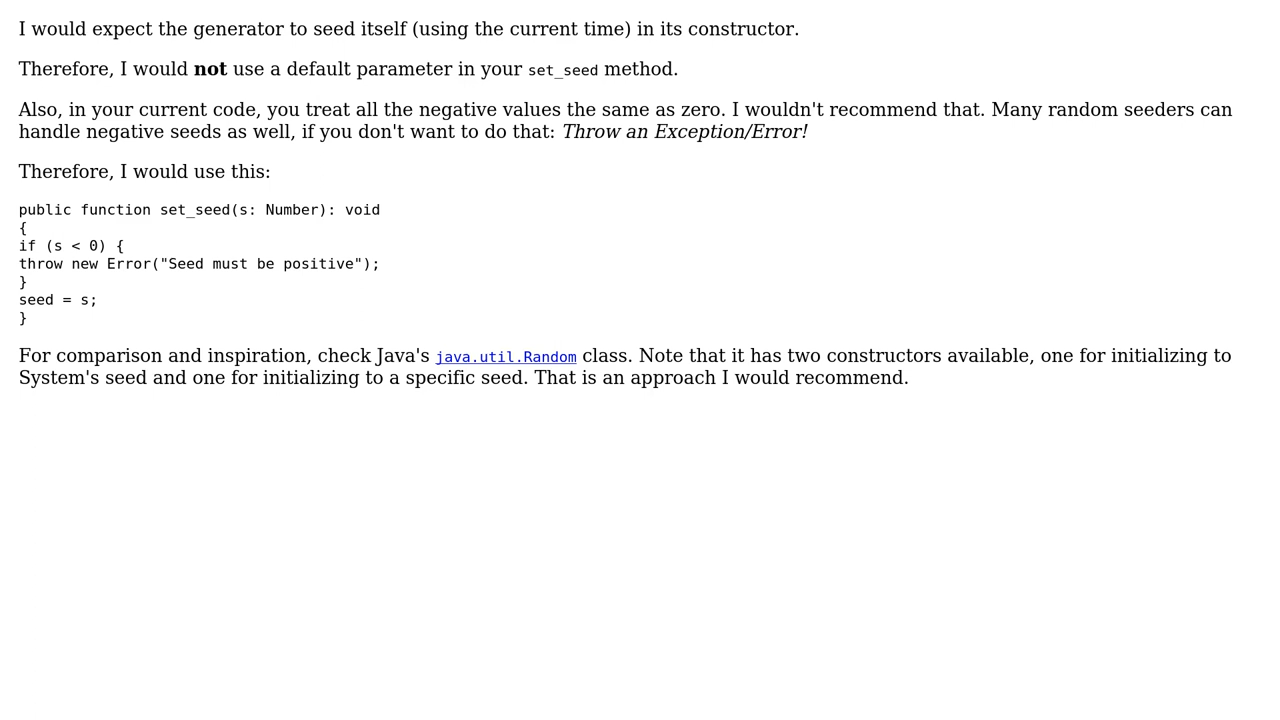 I would expect the generator to seed itself (using the current time) in its constructor.
Therefore, I would not use a default parameter in your set_seed method.
Also, in your current code, you treat all the negative values the same as zero. I wouldn't recommend that. Many random seeders can
handle negative seeds as well, if you don't want to do that: Throw an Exception/Error!
Therefore, I would use this:
public function set_seed(s: Number): void
{
if (s < 0) {
throw new Error("Seed must be positive");
}
seed = s;
}
For comparison and inspiration, check Java's java.util.Random class. Note that it has two constructors available, one for initializing to
System's seed and one for initializing to a specific seed. That is an approach I would recommend.